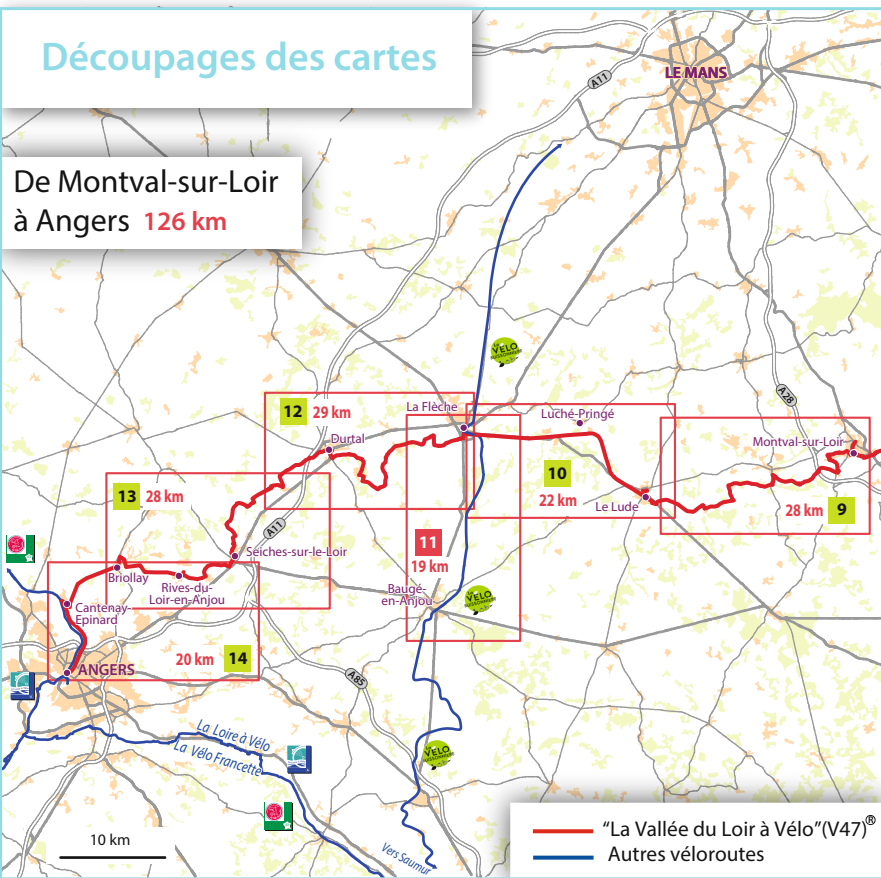 Découpages des cartes
De Montval-sur-Loir
à Angers 126 km
LE MANS
A11
A28
La Flèche
Luché-Pringé
Montval-sur-Loir
12 29 km
Durtal
10
22 km
Le Lude
28 km 9
13 28 km
A11
11
19 km
Seiches-sur-le-Loir
Briollay
Rives-du-
Loir-en-Anjou
Baugé-
en-Anjou
Cantenay-
Epinard
20 km 14
ANGERS
A85
La Loire à Vélo
La Vélo Francette
VÉLO
VÉLO
VÉLO
Vers Saumur
10 km
“La Vallée du Loir à Vélo”(V47)®
Autres véloroutes